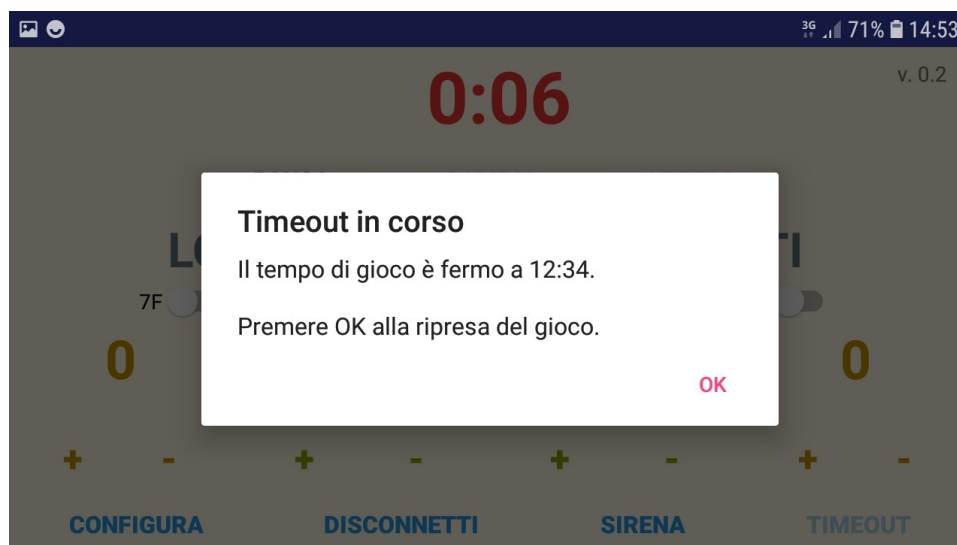 3G 71% 14:53
v. 0.2
0:06
Timeout in corso
Il tempo di gioco è fermo a 12:34.
7F
Premere OK alla ripresa del gioco.
0 0
OK
+ - + - + - + -
CONFIGURA DISCONNETTI SIRENA TIMEOUT